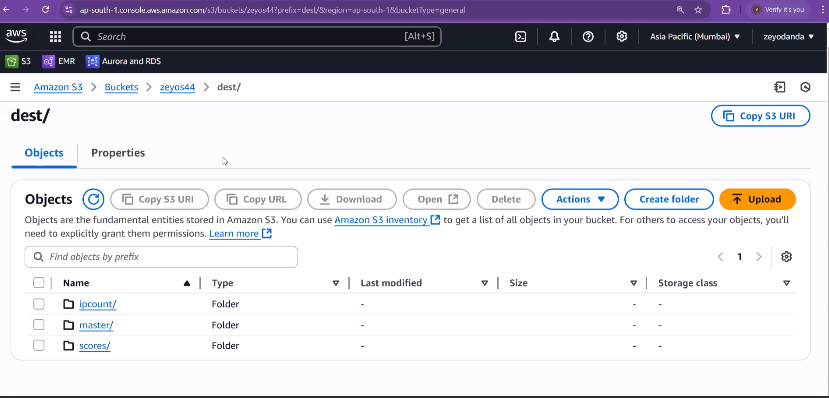 ap-south-1.console.aws.amazon.com/s3/buckets/zeyos44?prefix=dest/&region=ap-south-1&bucketType=general
Verify it's you
aws
Search [Alt+S]
Asia Pacific (Mumbai) ▼ zeyodanda ▼
S3 EMR Aurora and RDS
Amazon S3 > Buckets > zeyos44 > dest/
dest/
Copy S3 URI
Objects Properties
Objects Copy S3 URI Copy URL Download Open Delete Actions ▼ Create folder Upload
Objects are the fundamental entities stored in Amazon S3. You can use Amazon S3 inventory to get a list of all objects in your bucket. For others to access your objects, you'll
need to explicitly grant them permissions. Learn more
Find objects by prefix
< 1 >
Name ▲ Type Last modified Size Storage class
ipcount/ Folder - - -
master/ Folder - - -
scores/ Folder - - -